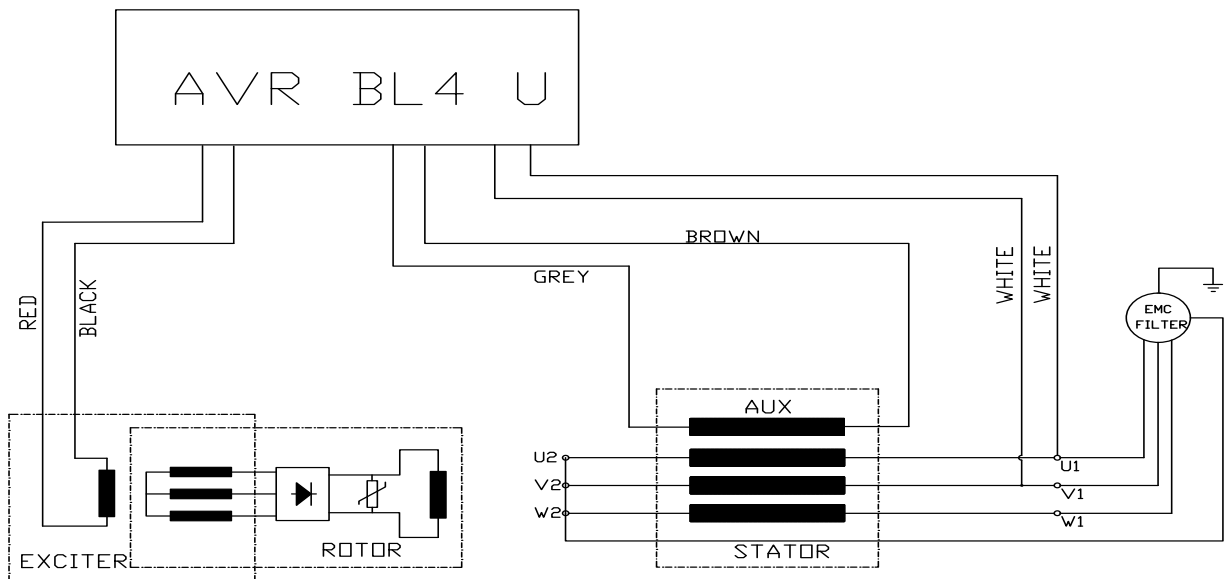 AVR BL4 U
BROWN
GREY
WHITE
WHITE
RED
BLACK
EMC
FILTER
AUX
U2
U1
V2
V1
W2
W1
STATOR
ROTOR
EXCITER